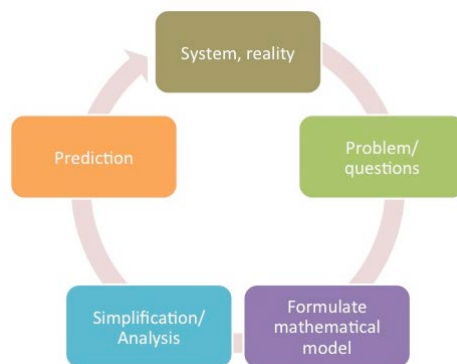 System, reality
Problem/
questions
Formulate
mathematical
model
Simplification/
Analysis
Prediction